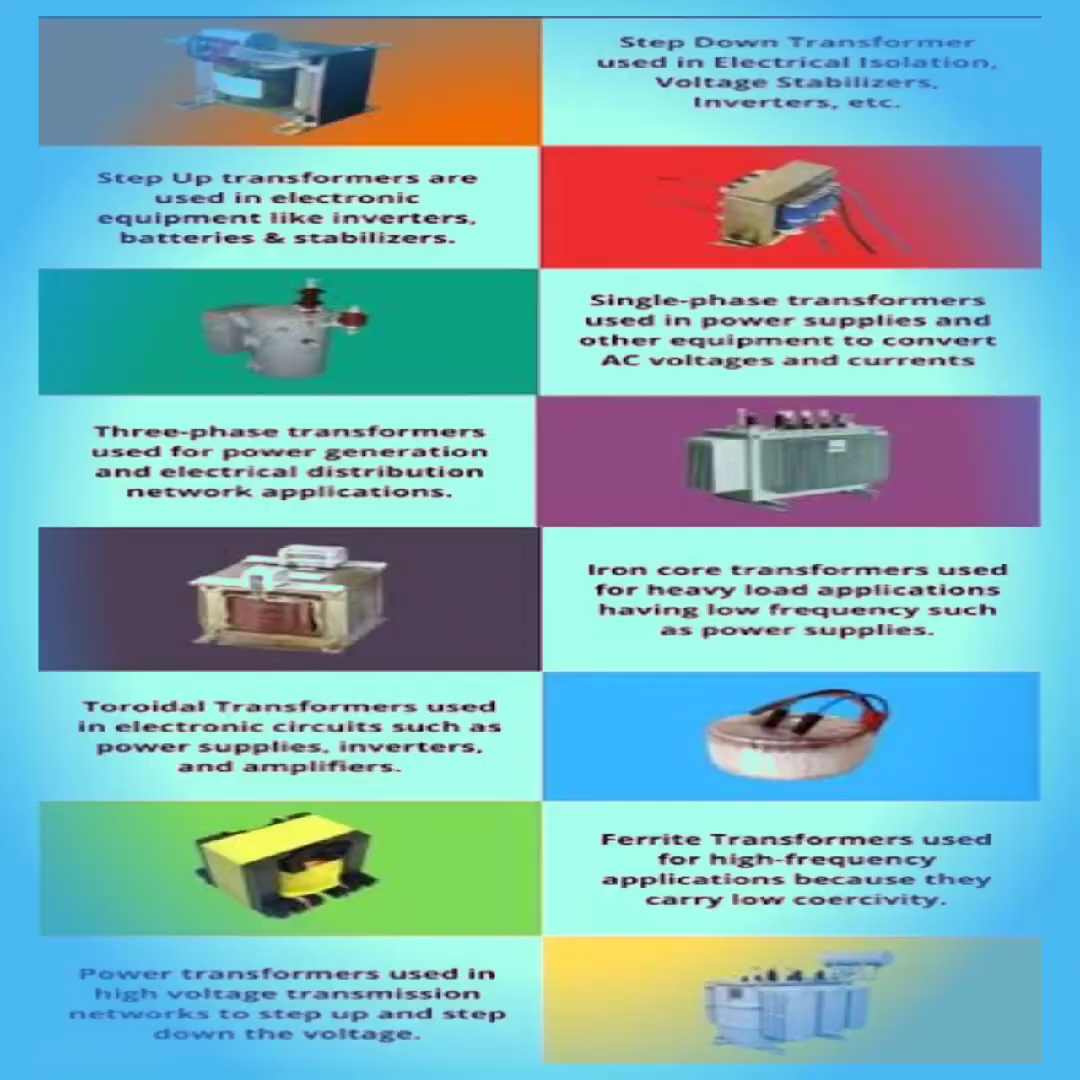 Step Down Transformer
used in Electrical Isolation,
Voltage Stabilizers,
Inverters, etc.
Step Up transformers are
used in electronic
equipment like inverters,
batteries & stabilizers.
Single-phase transformers
used in power supplies and
other equipment to convert
AC voltages and currents
Three-phase transformers
used for power generation
and electrical distribution
network applications.
Iron core transformers used
for heavy load applications
having low frequency such
as power supplies.
Toroidal Transformers used
in electronic circuits such as
power supplies, inverters,
and amplifiers.
Ferrite Transformers used
for high-frequency
applications because they
carry low coercivity.
Power transformers used in
high voltage transmission
networks to step up and step
down the voltage.